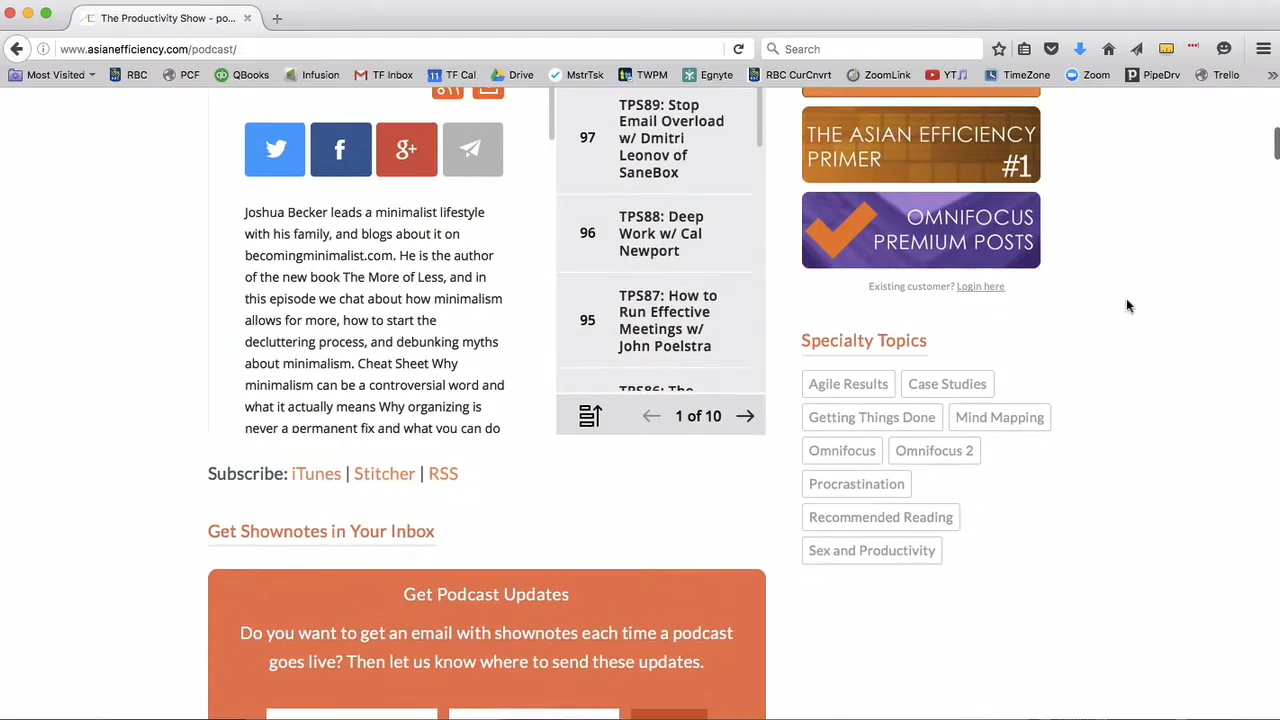 The Productivity Show - po...
www.asianefficiency.com/podcast/
Search
Most Visited
RBC
PCF
QBooks
Infusion
TF Inbox
11 TF Cal
Drive
MstrTsk
TWPM
Egnyte
RBC CurCnvrt
ZoomLink
YT♫
TimeZone
Zoom
PipeDrv
Trello
Joshua Becker leads a minimalist lifestyle
with his family, and blogs about it on
becomingminimalist.com. He is the author
of the new book The More of Less, and in
this episode we chat about how minimalism
allows for more, how to start the
decluttering process, and debunking myths
about minimalism. Cheat Sheet Why
minimalism can be a controversial word and
what it actually means Why organizing is
never a permanent fix and what you can do
97
TPS89: Stop
Email Overload
w/ Dmitri
Leonov of
SaneBox
96
TPS88: Deep
Work w/ Cal
Newport
95
TPS87: How to
Run Effective
Meetings w/
John Poelstra
TPS86: The
1 of 10
Subscribe: iTunes | Stitcher | RSS
Get Shownotes in Your Inbox
Get Podcast Updates
Do you want to get an email with shownotes each time a podcast
goes live? Then let us know where to send these updates.
THE ASIAN EFFICIENCY
PRIMER
#1
OMNIFOCUS
PREMIUM POSTS
Existing customer? Login here
Specialty Topics
Agile Results
Case Studies
Getting Things Done
Mind Mapping
Omnifocus
Omnifocus 2
Procrastination
Recommended Reading
Sex and Productivity